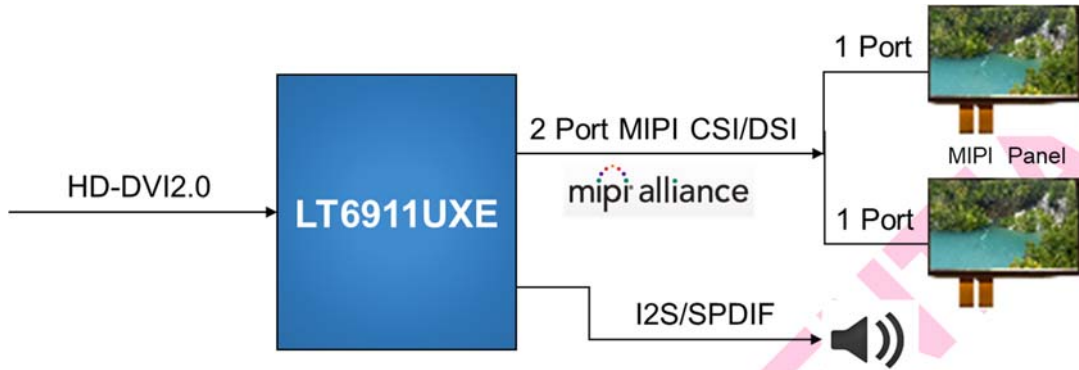 1 Port
2 Port MIPI CSI/DSI
mipi alliance
MIPI Panel
HD-DVI2.0
LT6911UXE
1 Port
I2S/SPDIF